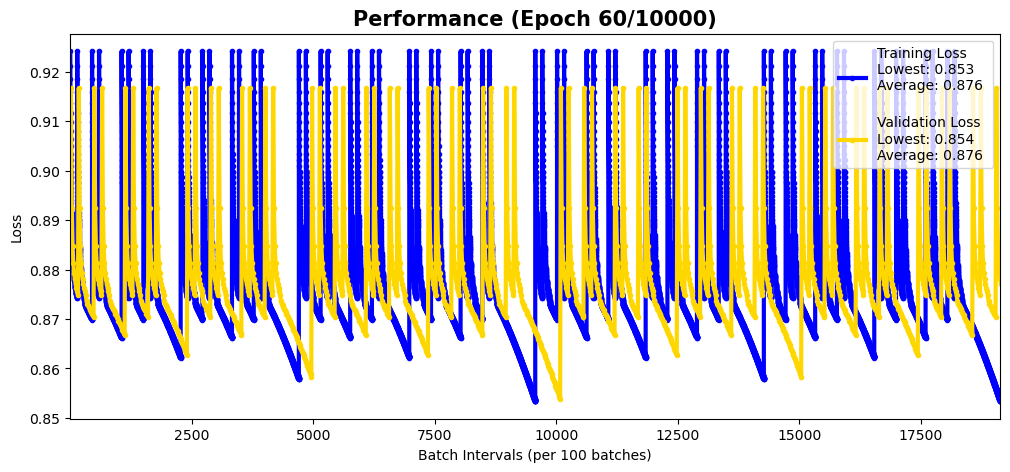 Performance (Epoch 60/10000)
Training Loss
Lowest: 0.853
Average: 0.876
Validation Loss
Lowest: 0.854
Average: 0.876
Loss
0.92
0.91
0.90
0.89
0.88
0.87
0.86
0.85
2500
5000
7500
10000
12500
15000
17500
Batch Intervals (per 100 batches)